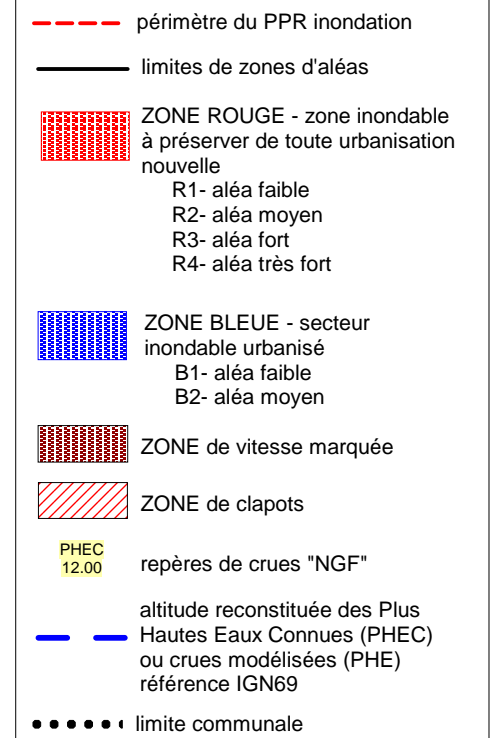 périmètre du PPR inondation
limites de zones d'aléas
ZONE ROUGE - zone inondable
à préserver de toute urbanisation
nouvelle
R1- aléa faible
R2- aléa moyen
R3- aléa fort
R4- aléa très fort
ZONE BLEUE - secteur
inondable urbanisé
B1- aléa faible
B2- aléa moyen
ZONE de vitesse marquée
ZONE de clapots
PHEC
12.00
repères de crues "NGF"
altitude reconstituée des Plus
Hautes Eaux Connues (PHEC)
ou crues modélisées (PHE)
référence IGN69
limite communale